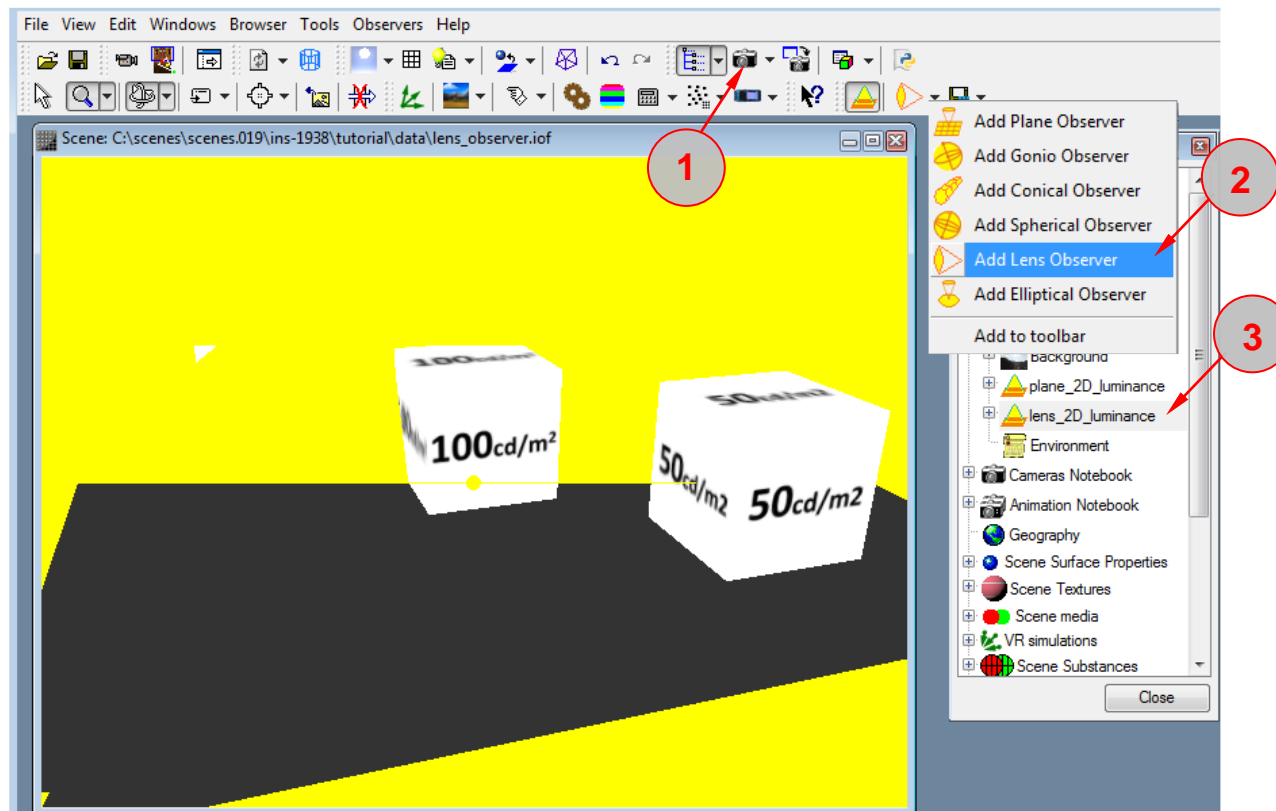 File View Edit Windows Browser Tools Observers Help
Scene: C:\scenes\scenes.019\ins-1938\tutorial\data\lens_observer.iof
1
2
3
Add Plane Observer
Add Gonio Observer
Add Conical Observer
Add Spherical Observer
Add Lens Observer
Add Elliptical Observer
Add to toolbar
Background
plane_2D_luminance
lens_2D_luminance
Environment
Cameras Notebook
Animation Notebook
Geography
Scene Surface Properties
Scene Textures
Scene media
VR simulations
Scene Substances
Close
100cd/m²
50cd/m2
50cd/m2
50cd/m2